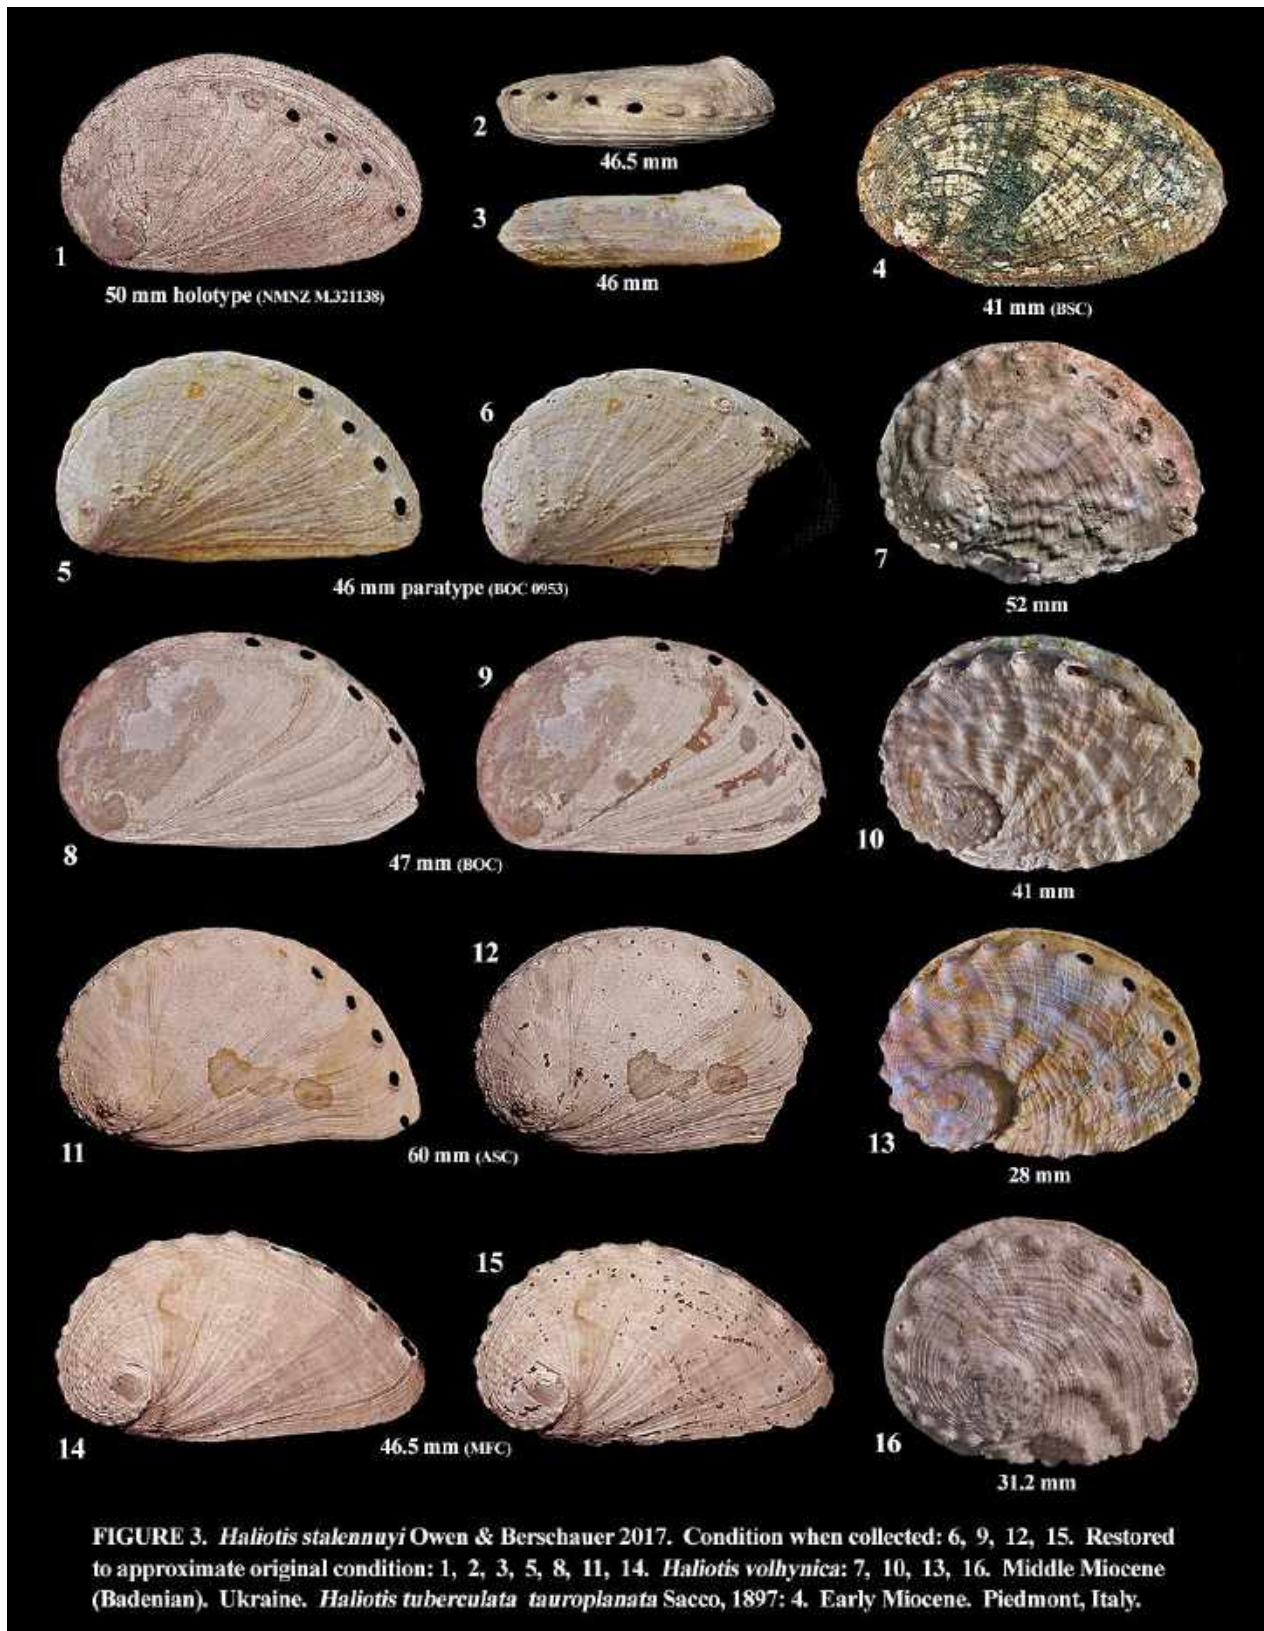 1
50 mm holotype (NMNZ M.321138)
2
46.5 mm
3
46 mm
4
41 mm (BSC)
5
6
46 mm paratype (BOC 0953)
7
52 mm
8
9
47 mm (BOC)
10
41 mm
11
12
60 mm (ASC)
13
28 mm
14
15
46.5 mm (MFC)
16
31.2 mm
FIGURE 3. Haliotis stalennuyi Owen & Berschauer 2017. Condition when collected: 6, 9, 12, 15. Restored
to approximate original condition: 1, 2, 3, 5, 8, 11, 14. Haliotis volhynica: 7, 10, 13, 16. Middle Miocene
(Badenian). Ukraine. Haliotis tuberculata tauroplanata Sacco, 1897: 4. Early Miocene. Piedmont, Italy.